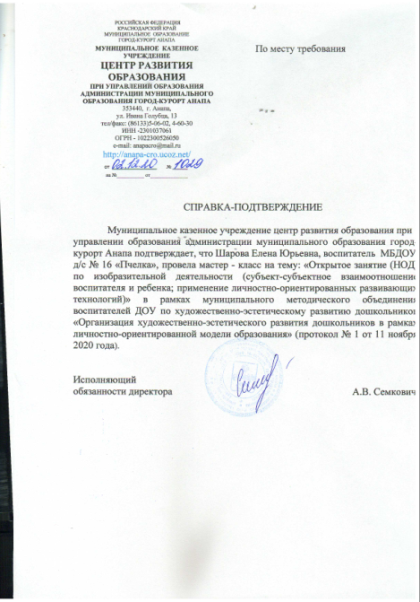 РОССИЙСКАЯ ФЕДЕРАЦИЯ
КРАСНОДАРСКИЙ КРАЙ
МУНИЦИПАЛЬНОЕ ОБРАЗОВАНИЕ
ГОРОД-КУРОРТ АНАПА
МУНИЦИПАЛЬНОЕ КАЗЕННОЕ
УЧРЕЖДЕНИЕ
ЦЕНТР РАЗВИТИЯ
ОБРАЗОВАНИЯ
ПРИ УПРАВЛЕНИИ ОБРАЗОВАНИЯ
АДМИНИСТРАЦИИ МУНИЦИПАЛЬНОГО
ОБРАЗОВАНИЯ ГОРОД-КУРОРТ АНАПА
353440, г. Анапа,
ул. Ивана Голубца, 13
тел/факс: (86133)5-06-02, 4-60-30
ИНН -2301037061
ОГРН - 1022300526050
e-mail: anapacro@mail.ru
http://anapa-cro.ucoz.net/
от 02.12.20 № 1029
на №________ от________
По месту требования
СПРАВКА-ПОДТВЕРЖДЕНИЕ
Муниципальное казенное учреждение центр развития образования при
управлении образования администрации муниципального образования город-
курорт Анапа подтверждает, что Шарова Елена Юрьевна, воспитатель МБДОУ
д/с № 16 «Пчелка», провела мастер - класс на тему: «Открытое занятие (НОД
по изобразительной деятельности (субъект-субъектное взаимоотношени
воспитателя и ребенка; применение личностно-ориентированных развивающи
технологий)» в рамках муниципального методического объединени
воспитателей ДОУ по художественно-эстетическому развитию дошкольнико
«Организация художественно-эстетического развития дошкольников в рамка
личностно-ориентированной модели образования» (протокол № 1 от 11 ноябр
2020 года).
Исполняющий
обязанности директора
А.В. Семкович